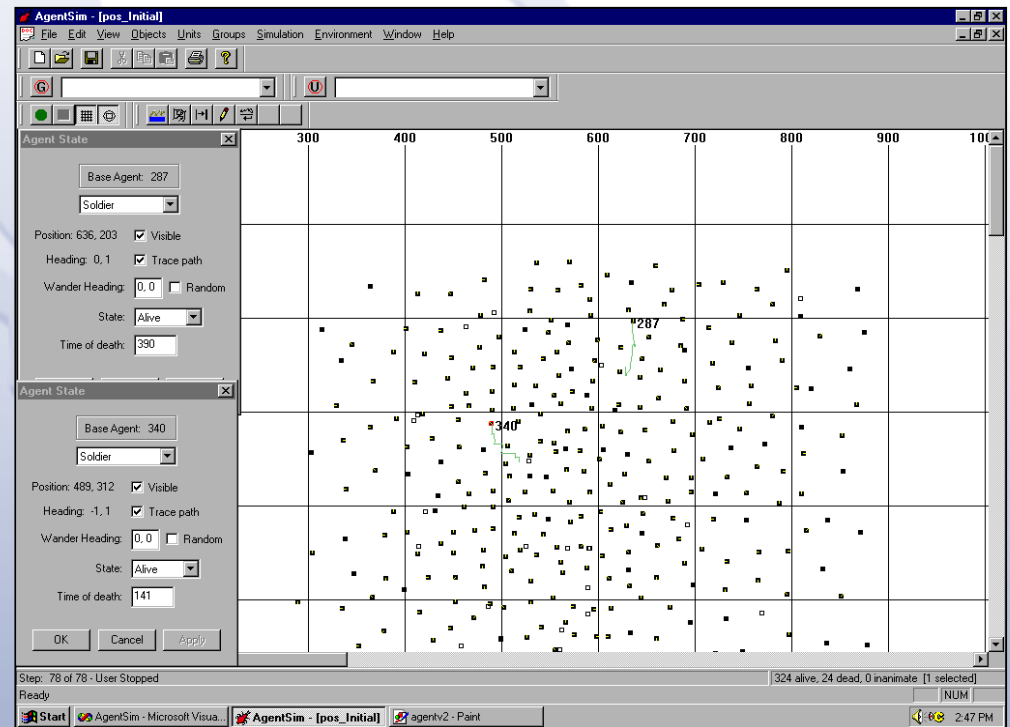 AgentSim - [pos_Initial]
File Edit View Objects Units Groups Simulation Environment Window Help
G
U
Agent State
Base Agent: 287
Soldier
Position: 636, 203 Visible
Heading: 0, 1 Trace path
Wander Heading: 0, 0 Random
State: Alive
Time of death: 390
Agent State
Base Agent: 340
Soldier
Position: 489, 312 Visible
Heading: -1, 1 Trace path
Wander Heading: 0, 0 Random
State: Alive
Time of death: 141
OK Cancel Apply
300 400 500 600 700 800 900
287
340
Step: 78 of 78 - User Stopped 324 alive, 24 dead, 0 inanimate [1 selected]
Ready NUM
Start AgentSim - Microsoft Visua... AgentSim - [pos_Initial] agentv2 - Paint 2:47 PM